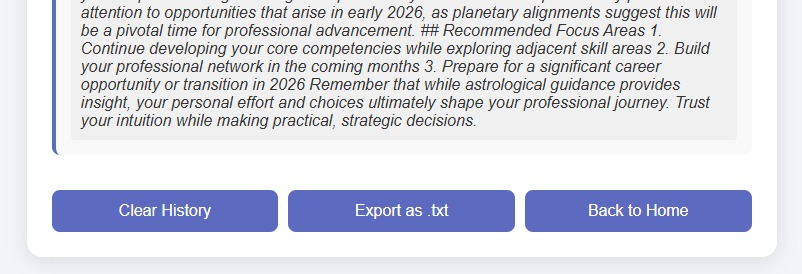 attention to opportunities that arise in early 2026, as planetary alignments suggest this will
be a pivotal time for professional advancement. ## Recommended Focus Areas 1.
Continue developing your core competencies while exploring adjacent skill areas 2. Build
your professional network in the coming months 3. Prepare for a significant career
opportunity or transition in 2026 Remember that while astrological guidance provides
insight, your personal effort and choices ultimately shape your professional journey. Trust
your intuition while making practical, strategic decisions.
Clear History
Export as .txt
Back to Home